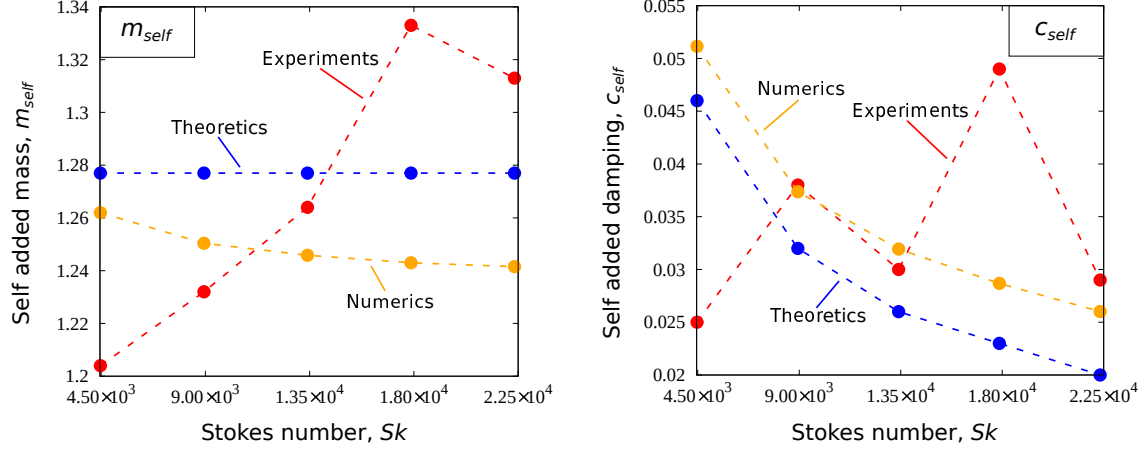 m_self
Experiments
Theoretics
Numerics
1.34
1.32
1.3
1.28
1.26
1.24
1.22
1.2
Self added mass, m_self
4.50×10³ 9.00×10³ 1.35×10⁴ 1.80×10⁴ 2.25×10⁴
Stokes number, Sk
c_self
Numerics
Experiments
Theoretics
0.055
0.05
0.045
0.04
0.035
0.03
0.025
0.02
Self added damping, c_self
4.50×10³ 9.00×10³ 1.35×10⁴ 1.80×10⁴ 2.25×10⁴
Stokes number, Sk